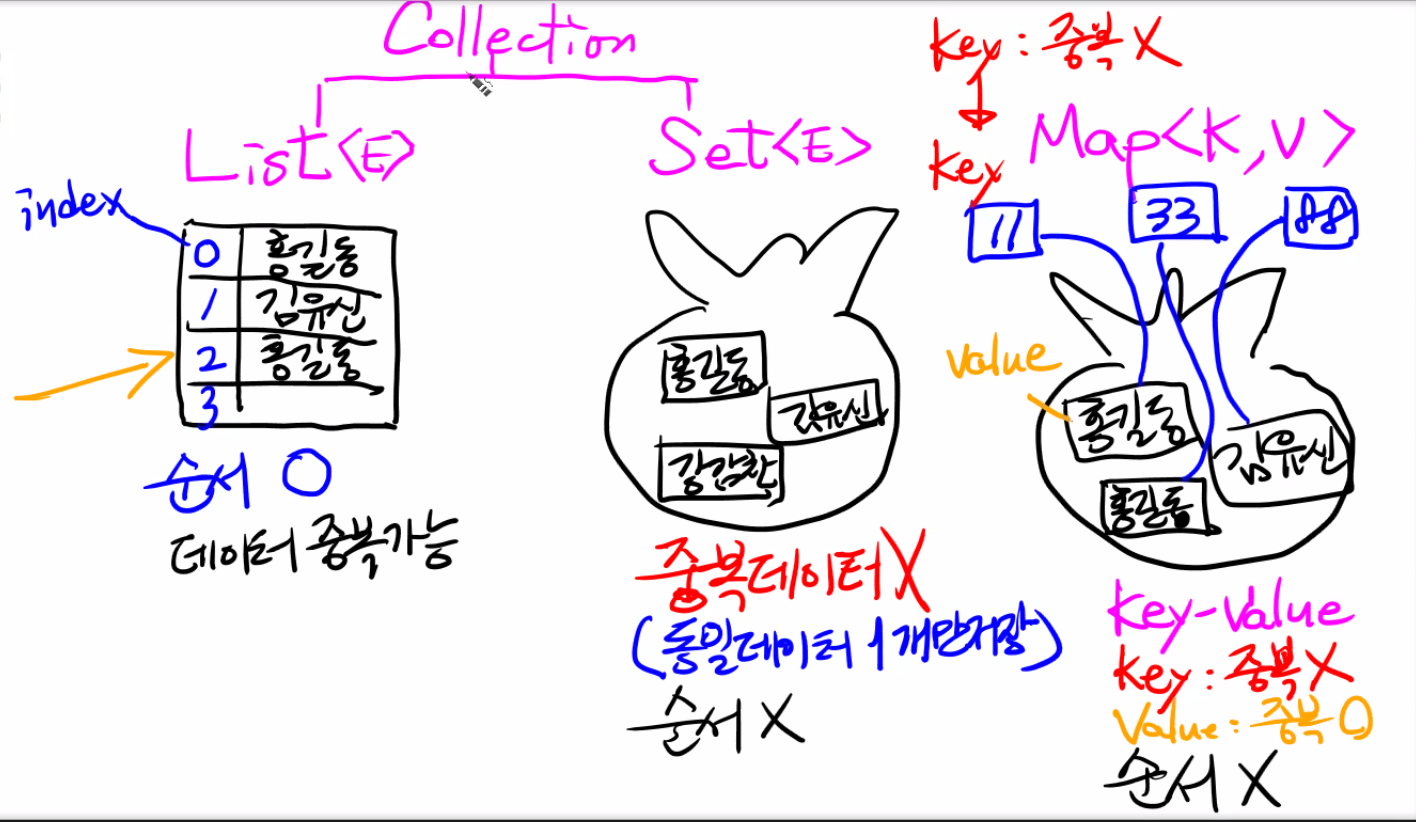 Collection
List<E>
index
0 홍길동
1 김유신
2 홍길동
3
순서 O
데이터 중복가능
Set<E>
홍길동
김유신
강감찬
중복데이터X
(동일데이터 1개만저장)
순서 X
key : 중복 X
key
Map<K,V>
11
33
88
value
홍길동
김유신
홍길동
key-value
key : 중복 X
value : 중복 O
순서 X